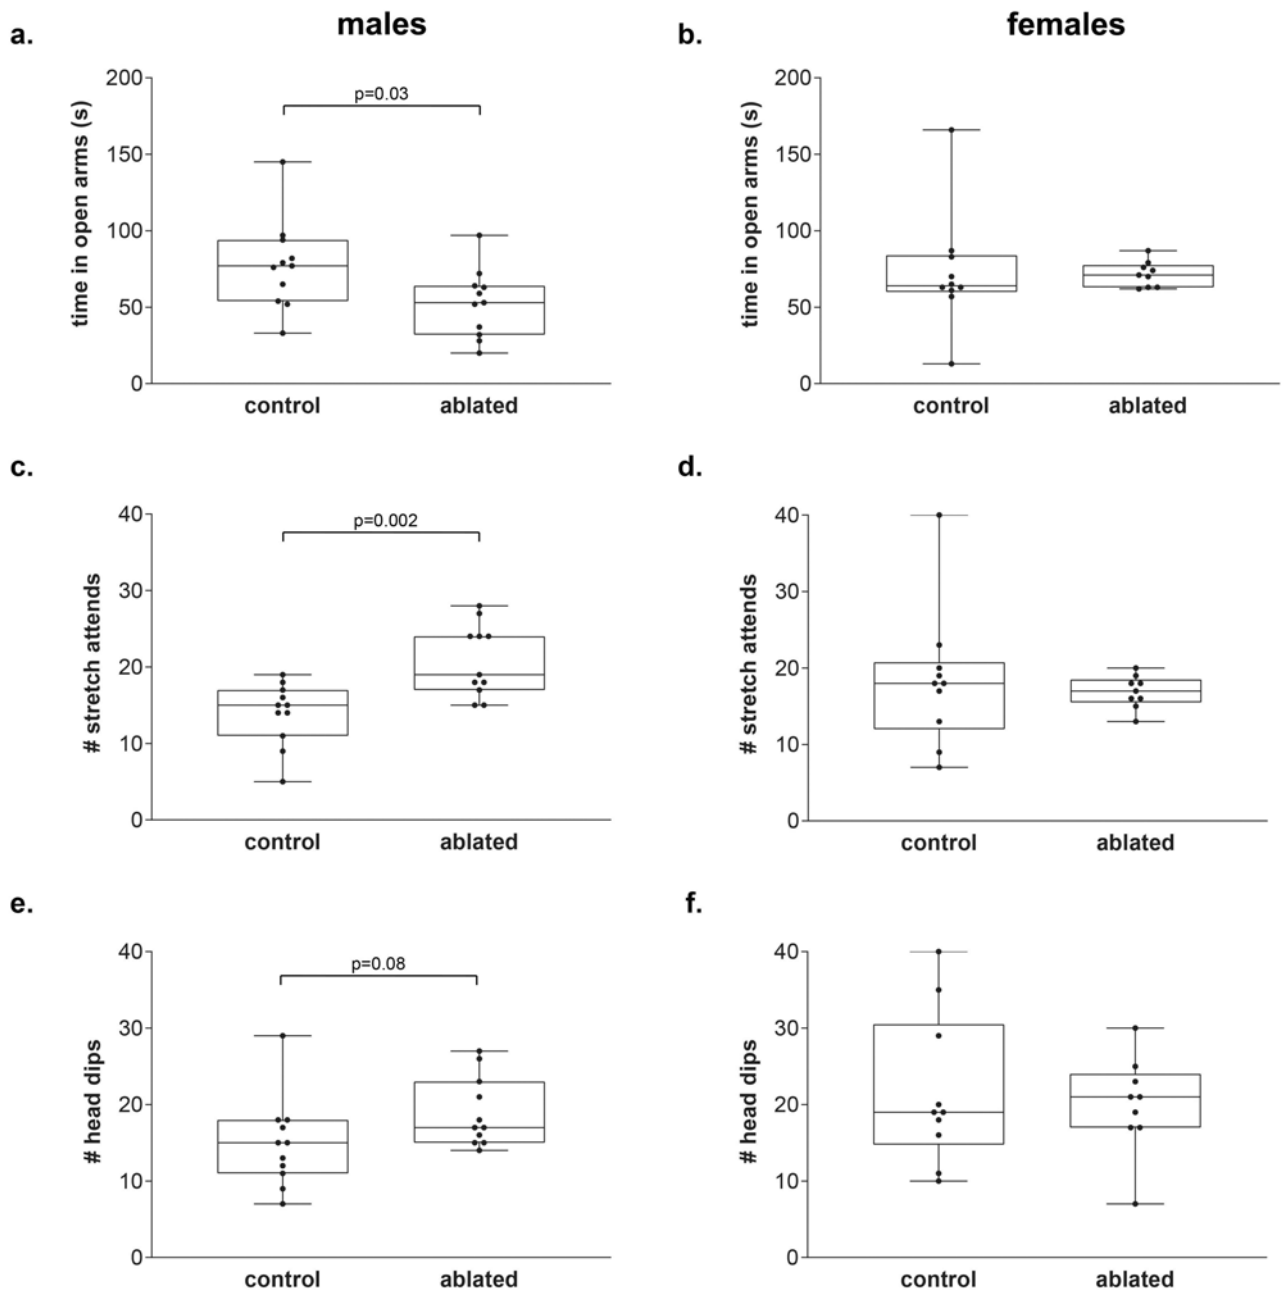 males
females
a.
200
150
100
50
0
time in open arms (s)
p=0.03
control
ablated
b.
200
150
100
50
0
time in open arms (s)
control
ablated
c.
40
30
20
10
0
# stretch attends
p=0.002
control
ablated
d.
40
30
20
10
0
# stretch attends
control
ablated
e.
40
30
20
10
0
# head dips
p=0.08
control
ablated
f.
40
30
20
10
0
# head dips
control
ablated